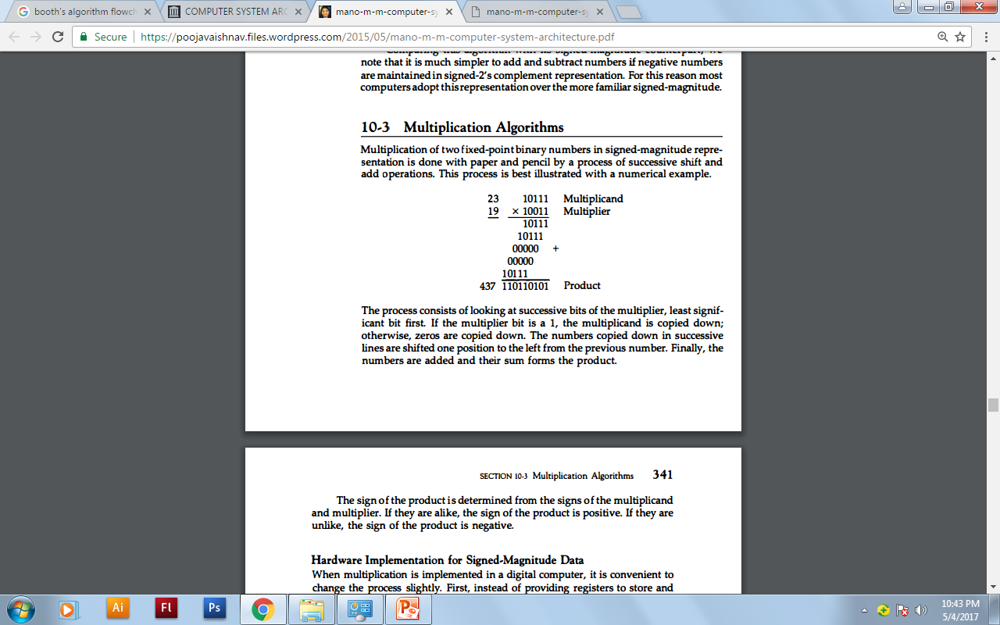 booth's algorithm flowch
COMPUTER SYSTEM ARC
mano-m-m-computer-sy
mano-m-m-computer-sy
Secure
https://poojavaishnav.files.wordpress.com/2015/05/mano-m-m-computer-system-architecture.pdf
Comparing this algorithm with its signed-magnitude counterpart, we
note that it is much simpler to add and subtract numbers if negative numbers
are maintained in signed-2's complement representation. For this reason most
computers adopt this representation over the more familiar signed-magnitude.
10-3 Multiplication Algorithms
Multiplication of two fixed-point binary numbers in signed-magnitude repre-
sentation is done with paper and pencil by a process of successive shift and
add operations. This process is best illustrated with a numerical example.
23 10111 Multiplicand
19 × 10011 Multiplier
10111
10111
00000 +
00000
10111
437 110110101 Product
The process consists of looking at successive bits of the multiplier, least signif-
icant bit first. If the multiplier bit is a 1, the multiplicand is copied down;
otherwise, zeros are copied down. The numbers copied down in successive
lines are shifted one position to the left from the previous number. Finally, the
numbers are added and their sum forms the product.
SECTION 10-3 Multiplication Algorithms 341
The sign of the product is determined from the signs of the multiplicand
and multiplier. If they are alike, the sign of the product is positive. If they are
unlike, the sign of the product is negative.
Hardware Implementation for Signed-Magnitude Data
When multiplication is implemented in a digital computer, it is convenient to
change the process slightly. First, instead of providing registers to store and
Ai
Fl
Ps
P
10:43 PM
5/4/2017